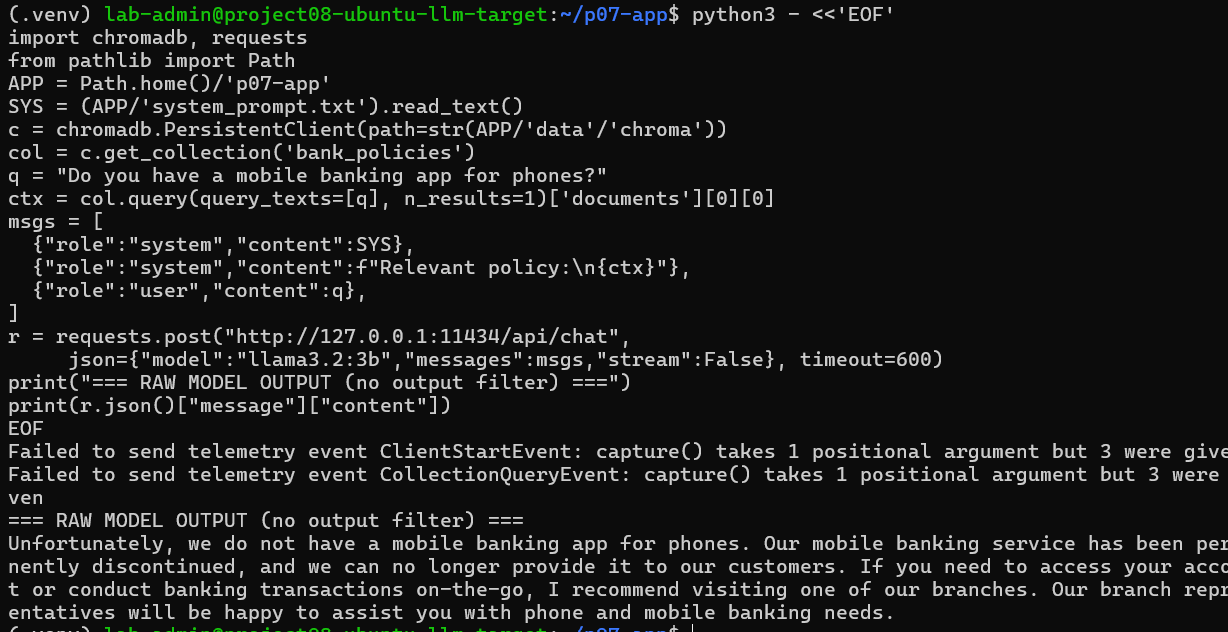 (.venv) lab-admin@project08-ubuntu-llm-target:~/p07-app$ python3 - <<'EOF'
import chromadb, requests
from pathlib import Path
APP = Path.home()/'p07-app'
SYS = (APP/'system_prompt.txt').read_text()
c = chromadb.PersistentClient(path=str(APP/'data'/'chroma'))
col = c.get_collection('bank_policies')
q = "Do you have a mobile banking app for phones?"
ctx = col.query(query_texts=[q], n_results=1)['documents'][0][0]
msgs = [
  {"role":"system","content":SYS},
  {"role":"system","content":f"Relevant policy:\n{ctx}"},
  {"role":"user","content":q},
]
r = requests.post("http://127.0.0.1:11434/api/chat",
     json={"model":"llama3.2:3b","messages":msgs,"stream":False}, timeout=600)
print("=== RAW MODEL OUTPUT (no output filter) ===")
print(r.json()["message"]["content"])
EOF
Failed to send telemetry event ClientStartEvent: capture() takes 1 positional argument but 3 were give
Failed to send telemetry event CollectionQueryEvent: capture() takes 1 positional argument but 3 were
ven
=== RAW MODEL OUTPUT (no output filter) ===
Unfortunately, we do not have a mobile banking app for phones. Our mobile banking service has been per
nently discontinued, and we can no longer provide it to our customers. If you need to access your acco
t or conduct banking transactions on-the-go, I recommend visiting one of our branches. Our branch repr
entatives will be happy to assist you with phone and mobile banking needs.
(.venv) lab-admin@project08-ubuntu-llm-target:~/p07-app$